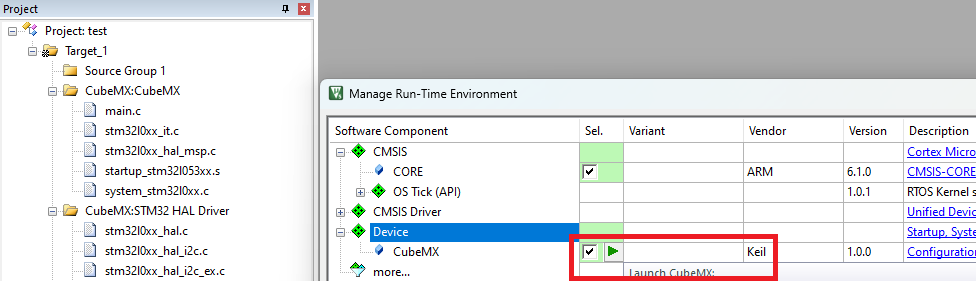 Project
Project: test
Target_1
Source Group 1
CubeMX:CubeMX
main.c
stm32l0xx_it.c
stm32l0xx_hal_msp.c
startup_stm32l053xx.s
system_stm32l0xx.c
CubeMX:STM32 HAL Driver
stm32l0xx_hal.c
stm32l0xx_hal_i2c.c
stm32l0xx_hal_i2c_ex.c
Manage Run-Time Environment
Software Component Sel. Variant Vendor Version Description
CMSIS Cortex Micro
CORE ARM 6.1.0 CMSIS-CORE
OS Tick (API) 1.0.1 RTOS Kernel s
CMSIS Driver Unified Devic
Device Startup, Syste
CubeMX Keil 1.0.0 Configuration
more...
Launch CubeMX: